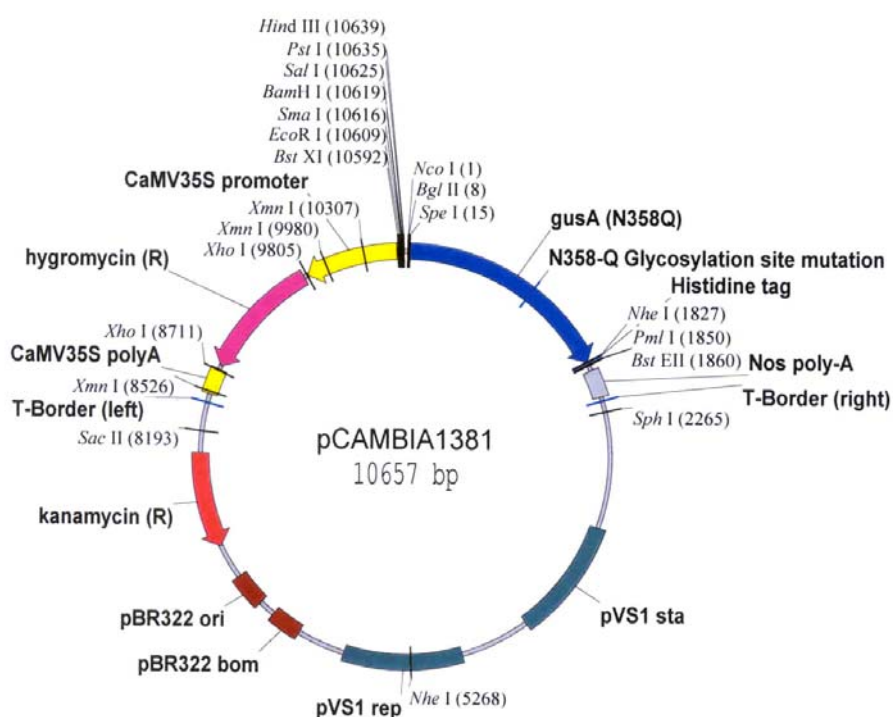 Hind III (10639)
Pst I (10635)
Sal I (10625)
BamH I (10619)
Sma I (10616)
EcoR I (10609)
Bst XI (10592)
CaMV35S promoter
Xmn I (10307)
Xmn I (9980)
Xho I (9805)
hygromycin (R)
Xho I (8711)
CaMV35S polyA
Xmn I (8526)
T-Border (left)
Sac II (8193)
kanamycin (R)
pBR322 ori
pBR322 bom
pVS1 rep
Nhe I (5268)
pVS1 sta
Nco I (1)
Bgl II (8)
Spe I (15)
gusA (N358Q)
N358-Q Glycosylation site mutation
Histidine tag
Nhe I (1827)
Pml I (1850)
Bst EII (1860)
Nos poly-A
T-Border (right)
Sph I (2265)
pCAMBIA1381
10657 bp